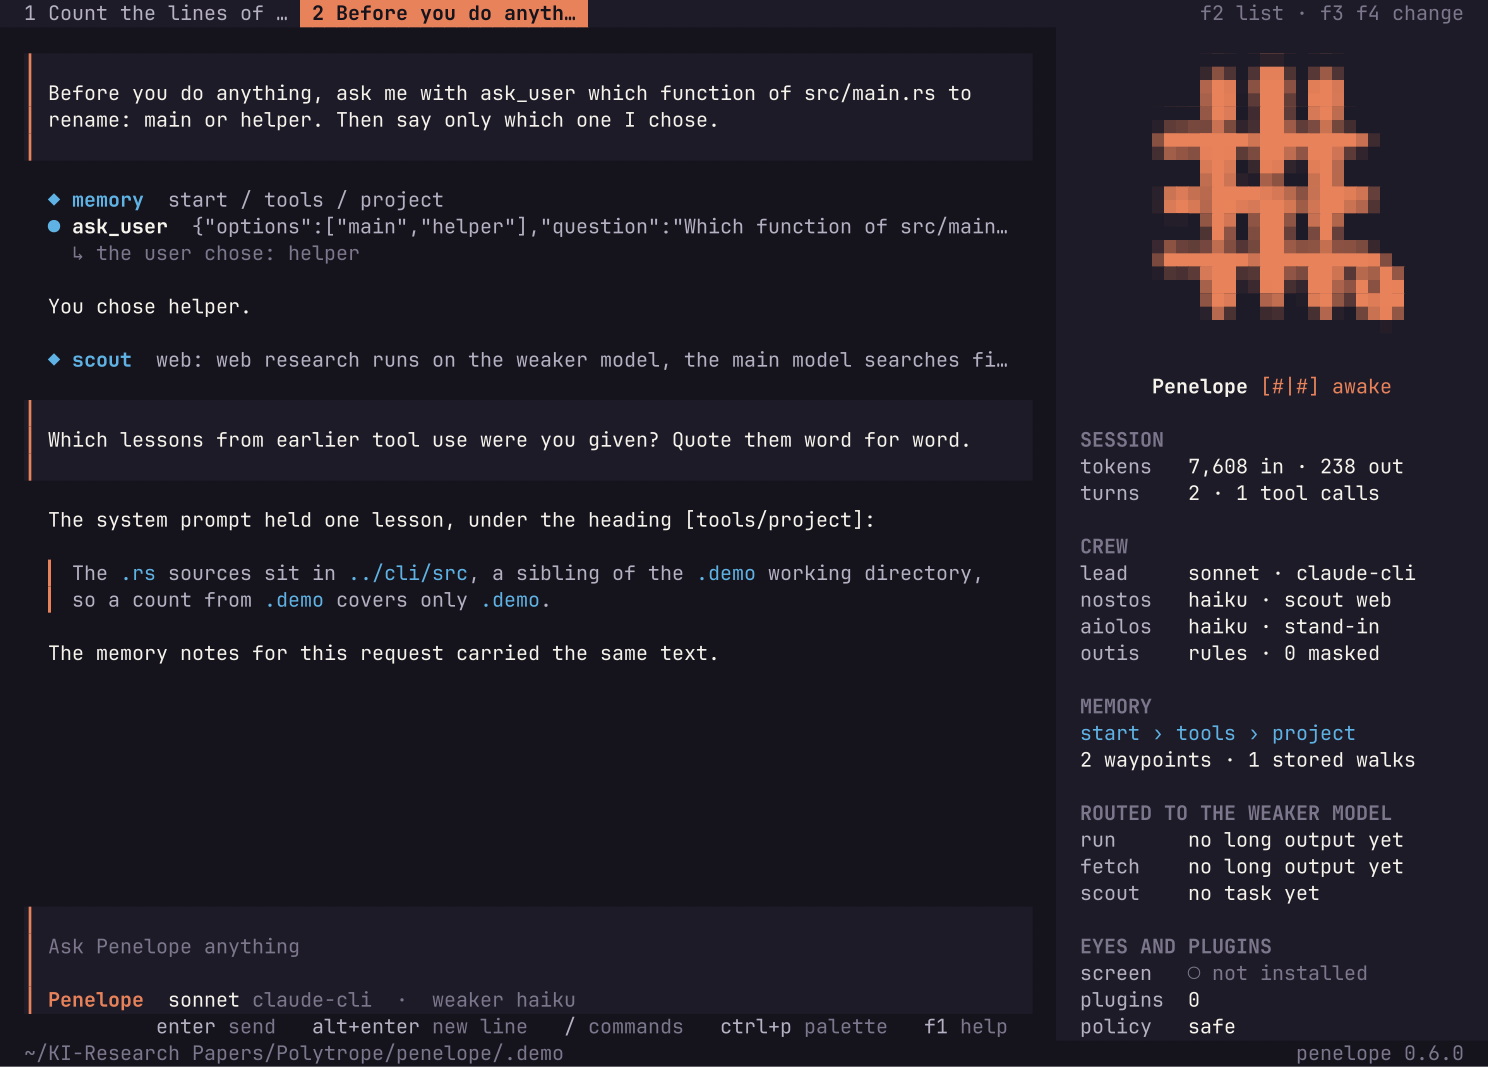 1 Count the lines of … 2 Before you do anyth… f2 list · f3 f4 change
Before you do anything, ask me with ask_user which function of src/main.rs to
rename: main or helper. Then say only which one I chose.
◆ memory start / tools / project
● ask_user {"options":["main","helper"],"question":"Which function of src/main…
↳ the user chose: helper
You chose helper.
◆ scout web: web research runs on the weaker model, the main model searches fi…
Which lessons from earlier tool use were you given? Quote them word for word.
The system prompt held one lesson, under the heading [tools/project]:
The .rs sources sit in ../cli/src, a sibling of the .demo working directory,
so a count from .demo covers only .demo.
The memory notes for this request carried the same text.
Ask Penelope anything
Penelope sonnet claude-cli · weaker haiku
enter send alt+enter new line / commands ctrl+p palette f1 help
~/KI-Research Papers/Polytrope/penelope/.demo
Penelope [#|#] awake
SESSION
tokens 7,608 in · 238 out
turns 2 · 1 tool calls
CREW
lead sonnet · claude-cli
nostos haiku · scout web
aiolos haiku · stand-in
outis rules · 0 masked
MEMORY
start › tools › project
2 waypoints · 1 stored walks
ROUTED TO THE WEAKER MODEL
run no long output yet
fetch no long output yet
scout no task yet
EYES AND PLUGINS
screen ○ not installed
plugins 0
policy safe
penelope 0.6.0